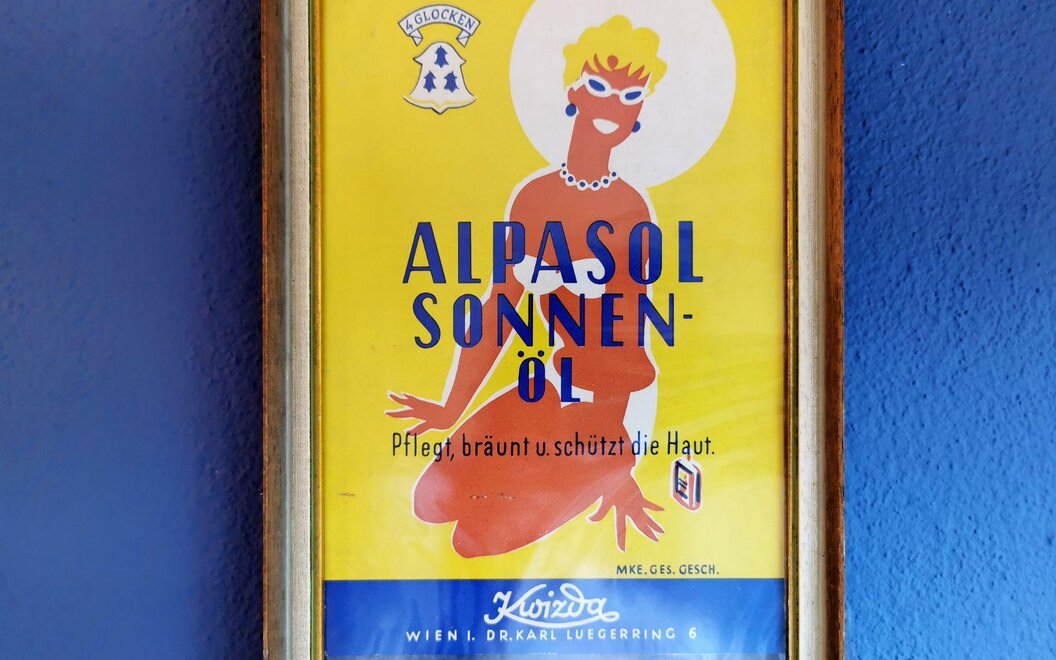 4 GLOCKEN
ALPASOL
SONNEN-
ÖL
Pflegt, bräunt u. schützt die Haut.
MKE. GES. GESCH.
Kwizda
WIEN I. DR. KARL LUEGERRING 6